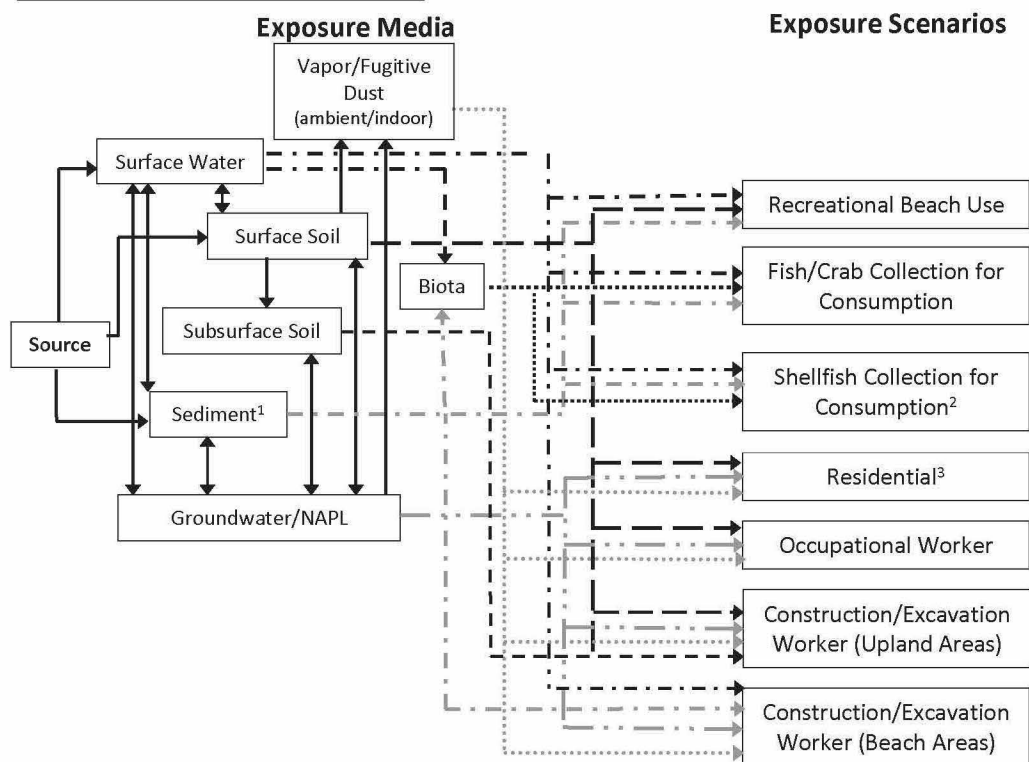 Exposure Media
Exposure Scenarios
Vapor/Fugitive
Dust
(ambient/indoor)
Surface Water
Surface Soil
Biota
Subsurface Soil
Source
Sediment¹
Groundwater/NAPL
Recreational Beach Use
Fish/Crab Collection for
Consumption
Shellfish Collection for
Consumption²
Residential³
Occupational Worker
Construction/Excavation
Worker (Upland Areas)
Construction/Excavation
Worker (Beach Areas)